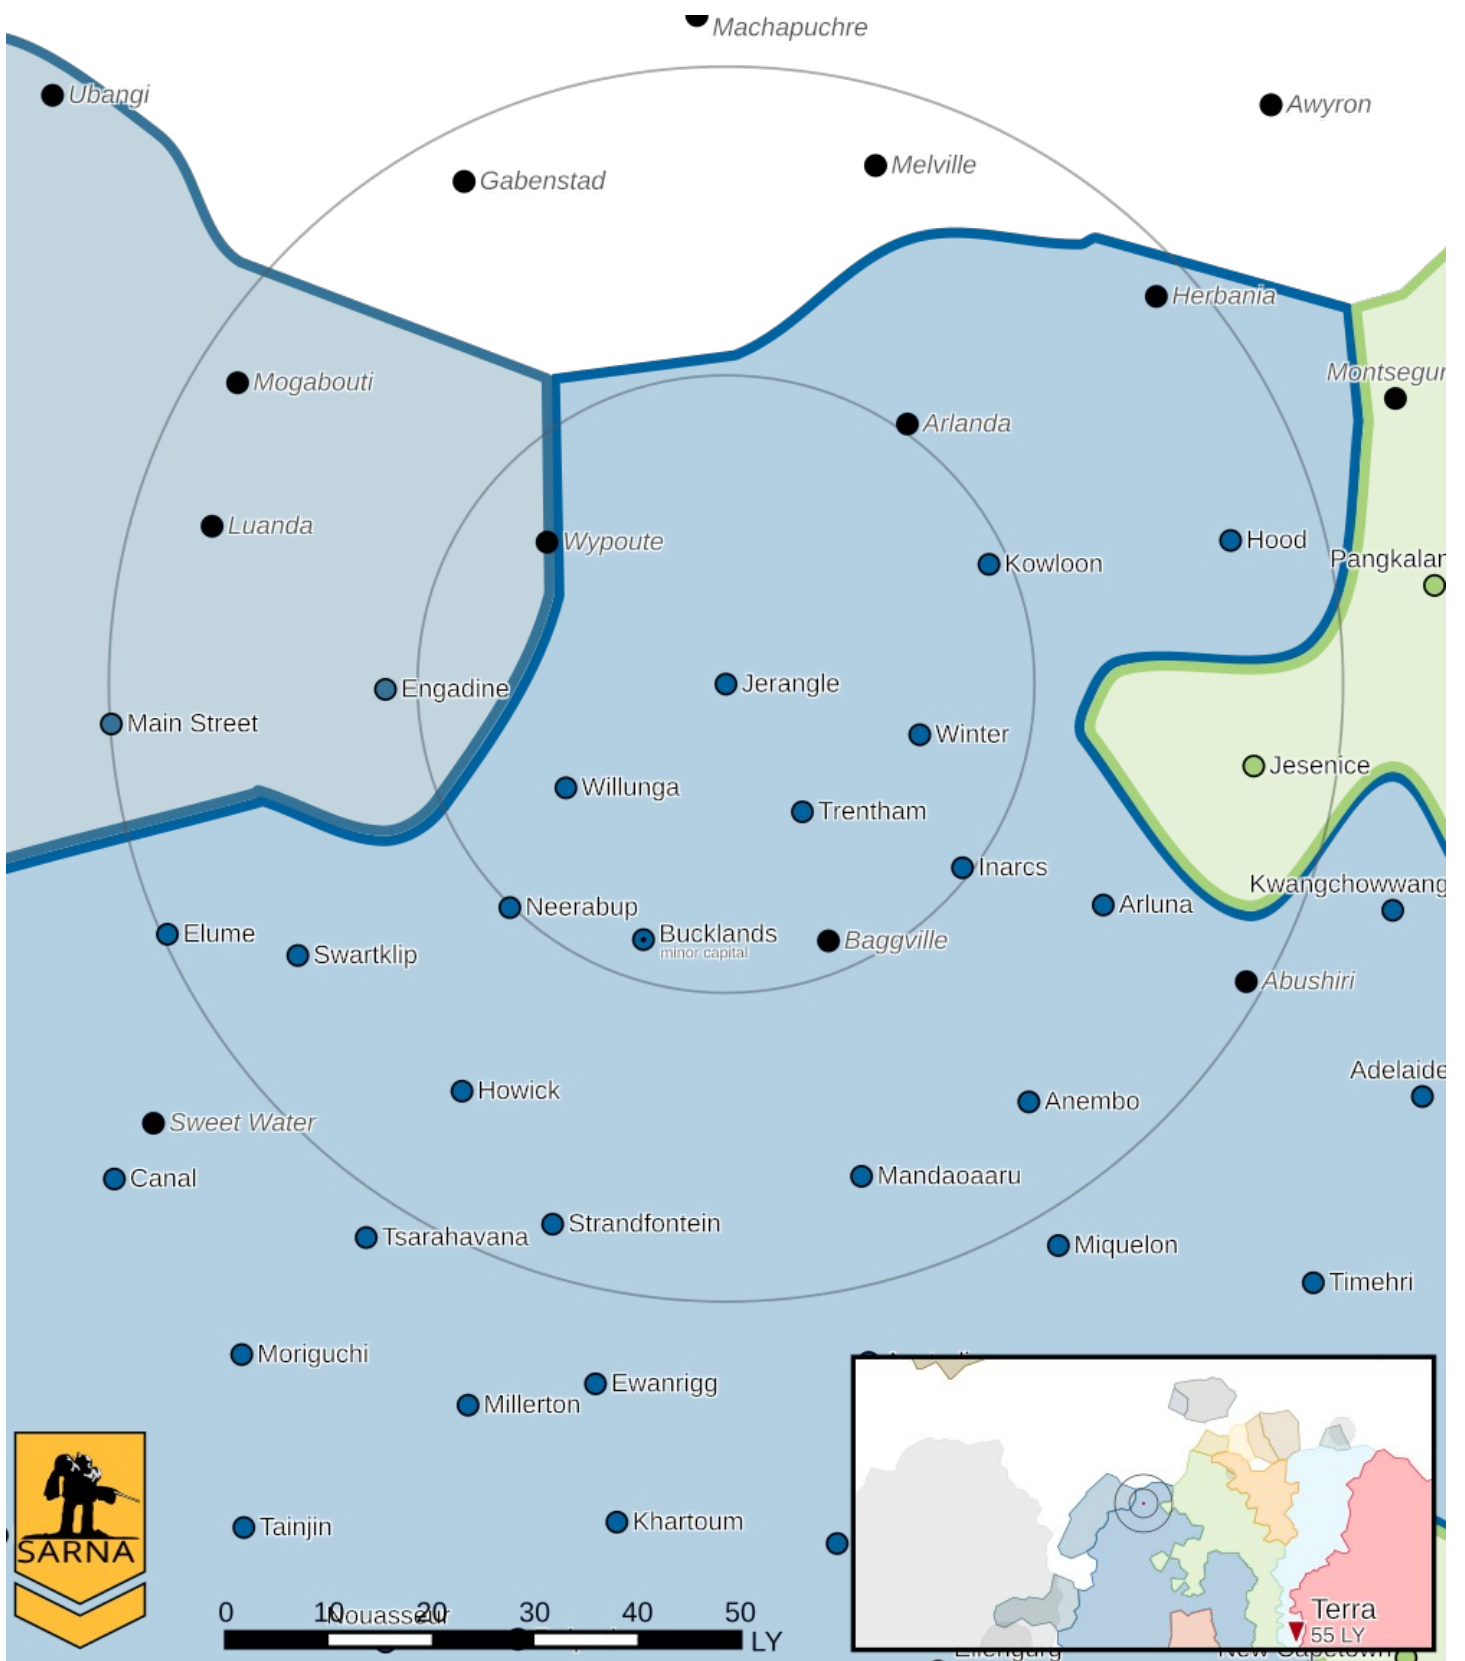 Machapuchre
Ubangi
Awyron
Melville
Gabenstad
Herbania
Montsegur
Mogabouti
Arlanda
Luanda
Wypoute
Hood
Pangkalan
Kowloon
Jerangle
Engadine
Main Street
Winter
Jesenice
Willunga
Trentham
Inarcs
Kwangchowwang
Arluna
Neerabup
Elume
Bucklands
minor capital
Baggville
Swartklip
Abushiri
Adelaide
Howick
Anembo
Sweet Water
Canal
Mandaoaaru
Strandfontein
Tsarahavana
Miquelon
Timehri
Moriguchi
Ewanrigg
Millerton
Khartoum
Tainjin
SARNA
0 10 20 30 40 50
Nouasseur
LY
Terra
55 LY